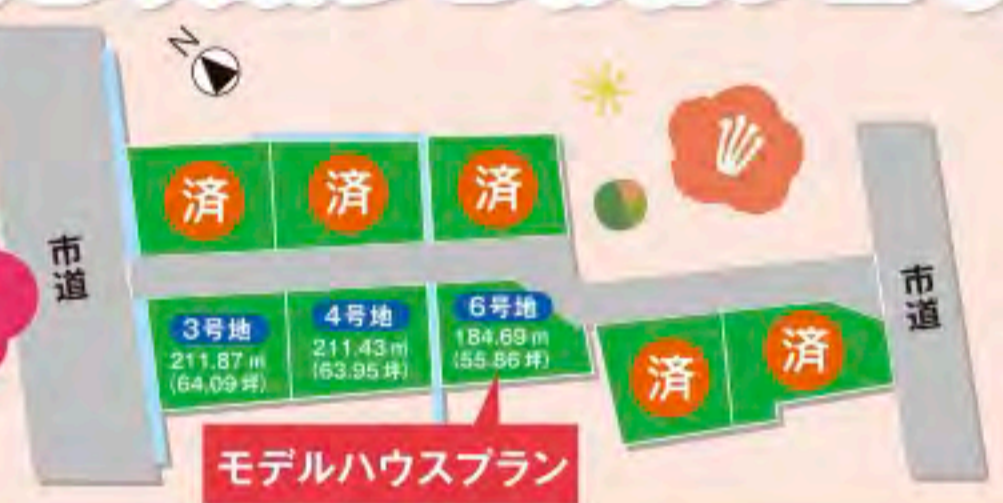 N
済
済
済
市道
3号地
211.87㎡
(64.09坪)
4号地
211.43㎡
(63.95坪)
6号地
184.69㎡
(55.86坪)
済
済
市道
モデルハウスプラン